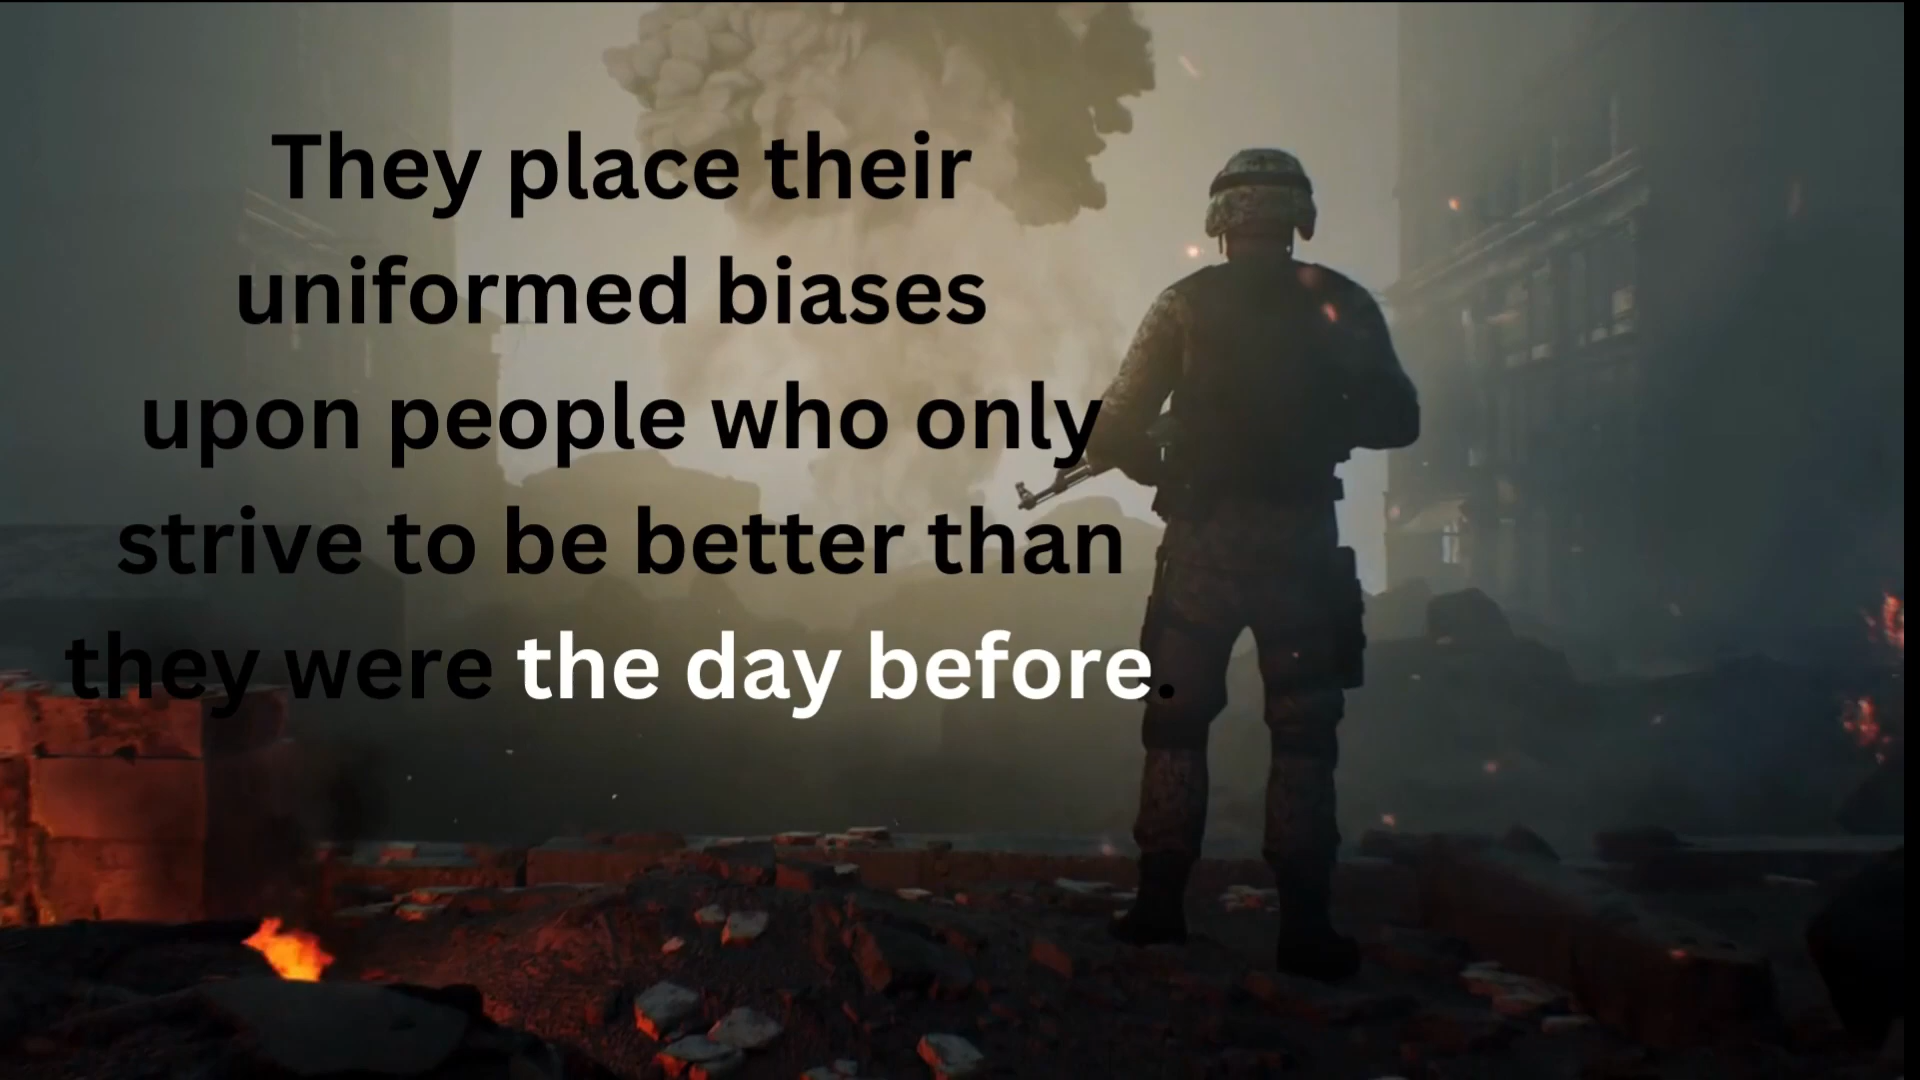 They place their
uniformed biases
upon people who only
strive to be better than
they were the day before.